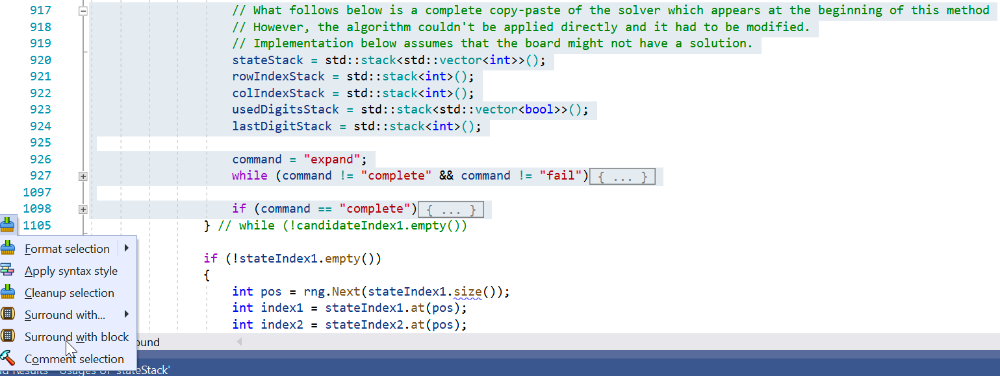 917 // What follows below is a complete copy-paste of the solver which appears at the beginning of this method
918 // However, the algorithm couldn't be applied directly and it had to be modified.
919 // Implementation below assumes that the board might not have a solution.
920 stateStack = std::stack<std::vector<int>>();
921 rowIndexStack = std::stack<int>();
922 colIndexStack = std::stack<int>();
923 usedDigitsStack = std::stack<std::vector<bool>>();
924 lastDigitStack = std::stack<int>();
925
926 command = "expand";
927 while (command != "complete" && command != "fail"){ ... }
1097
1098 if (command == "complete"){ ... }
1105 } // while (!candidateIndex1.empty())
Format selection
if (!stateIndex1.empty())
Apply syntax style
{
Cleanup selection
int pos = rng.Next(stateIndex1.size());
Surround with...
int index1 = stateIndex1.at(pos);
int index2 = stateIndex2.at(pos);
Surround with block
Comment selection
Results
'stateStack'